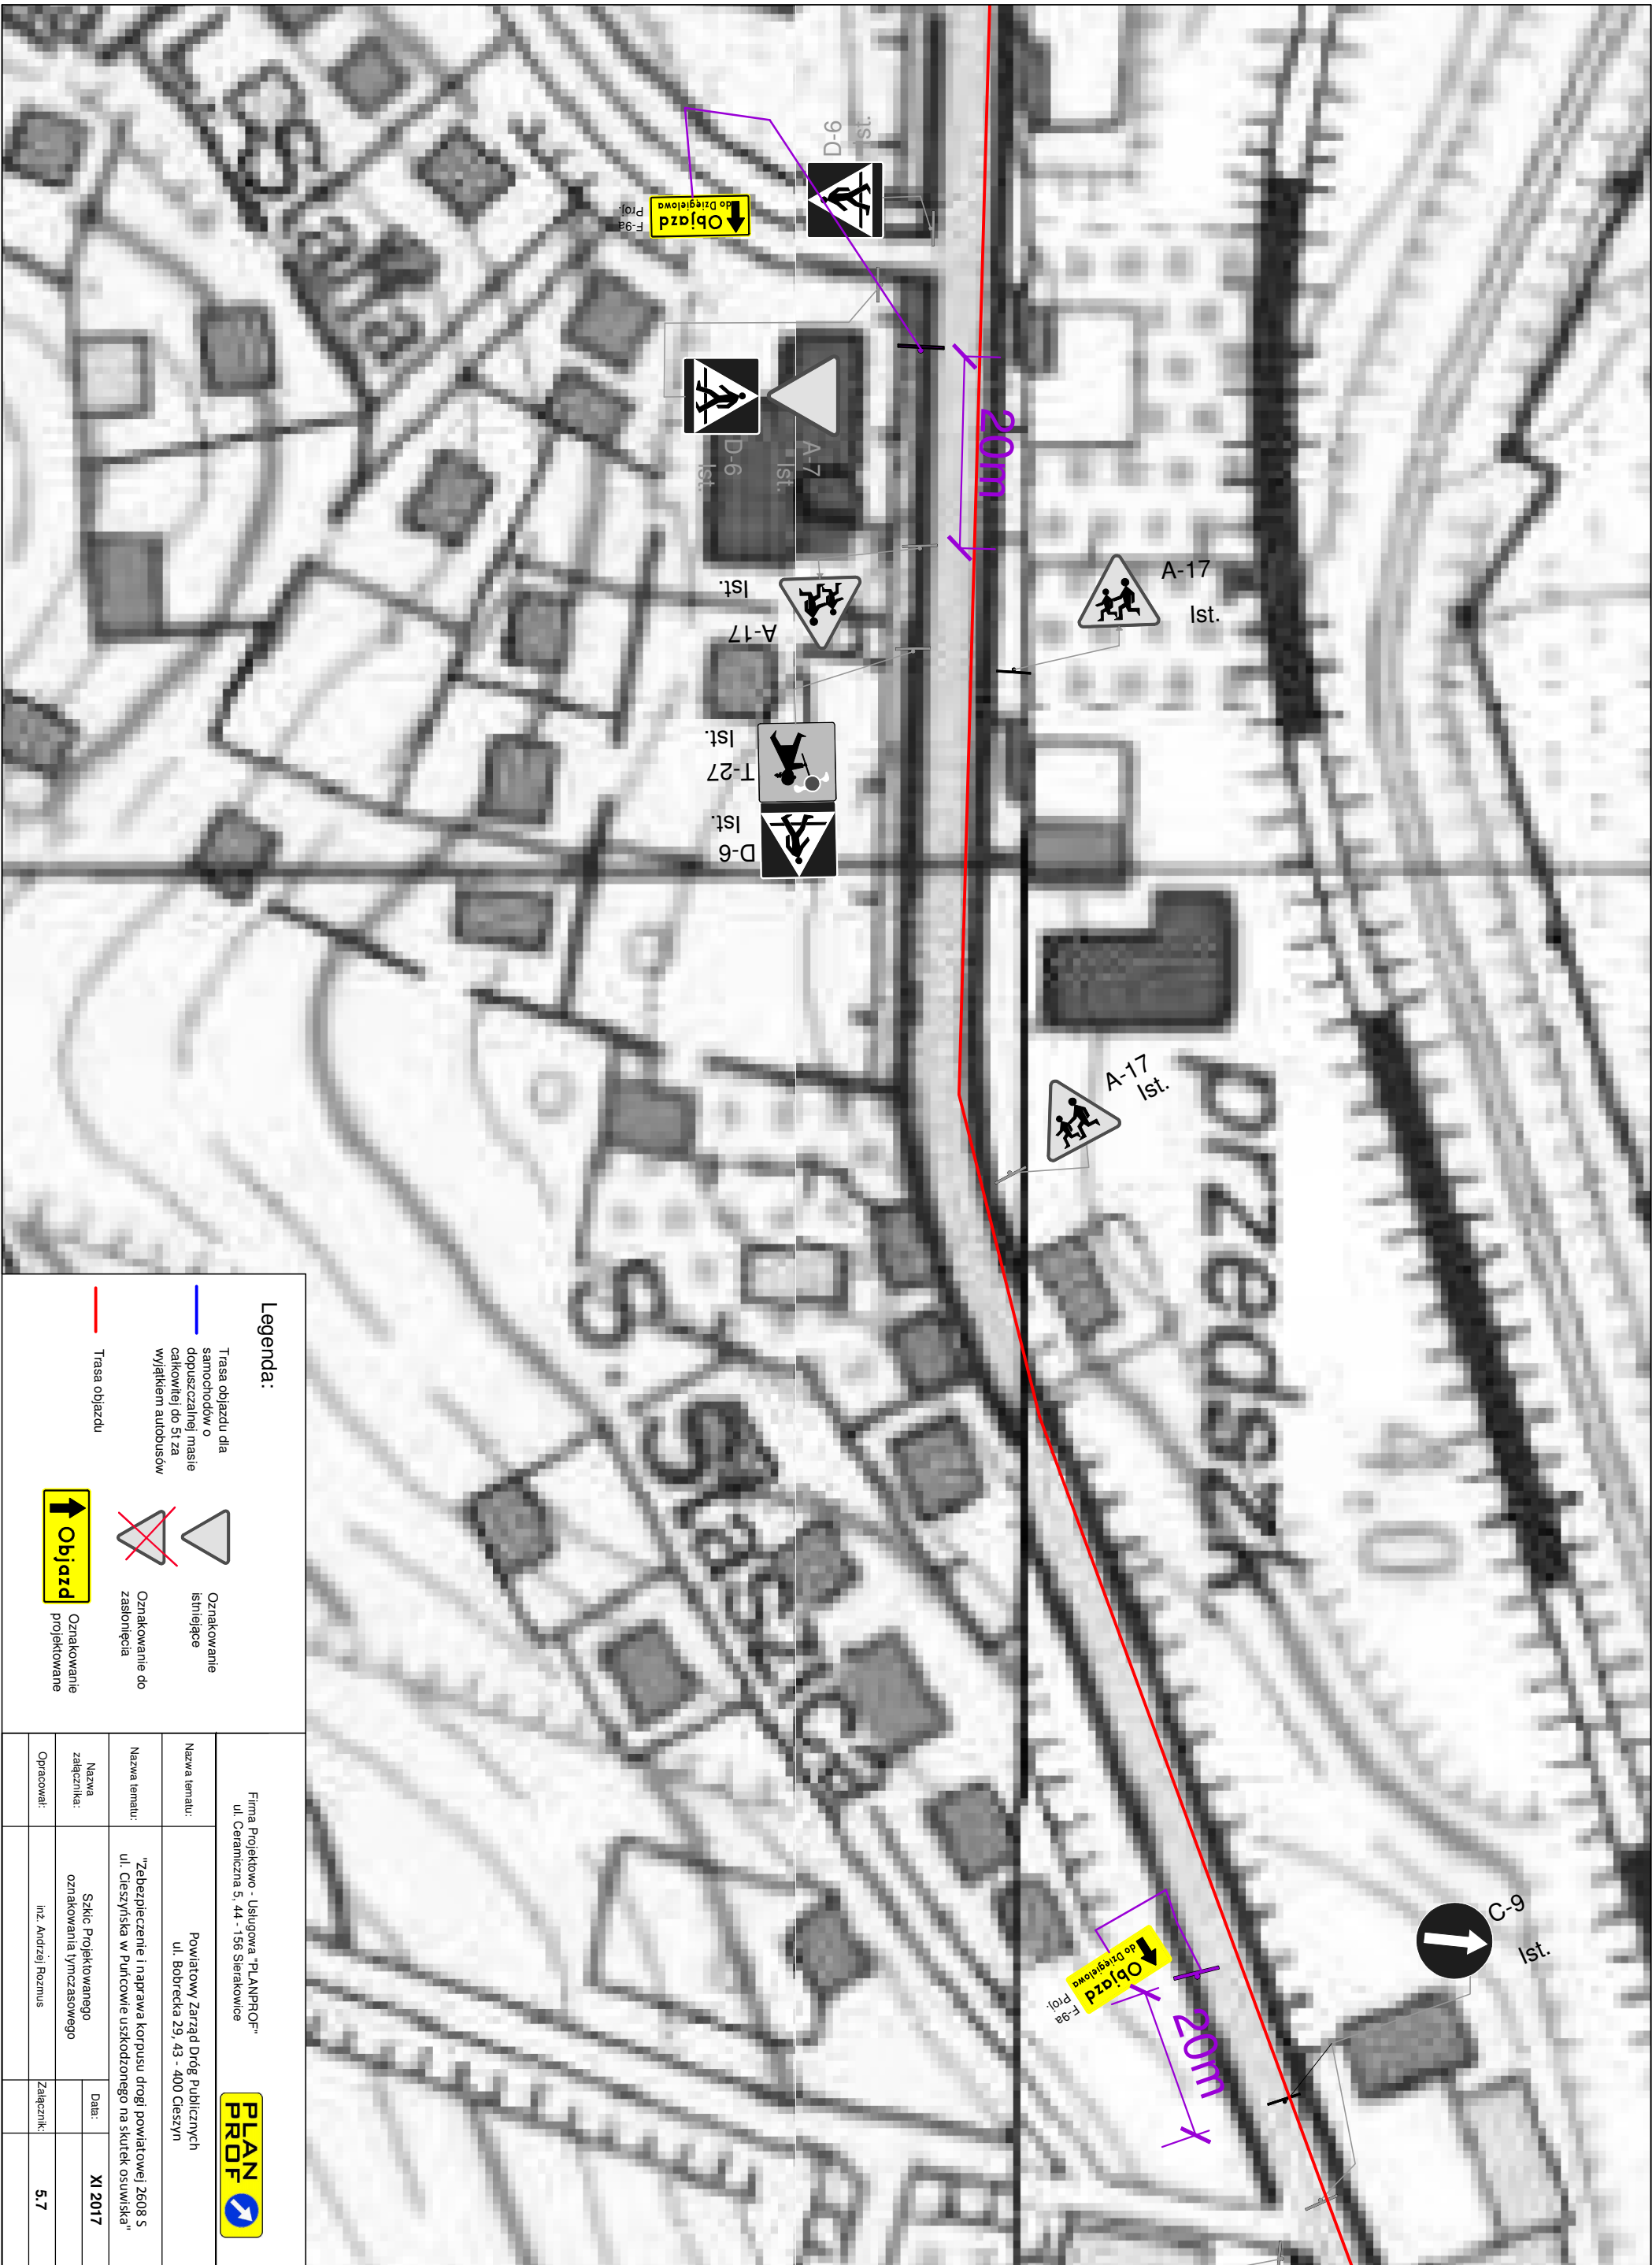 D-6
Ist.
Objazd
do Dzięgielowa
F-9a
Proj.
D-6
Ist.
A-7
Ist.
20m
A-17
Ist.
A-17
Ist.
T-27
Ist.
D-6
Ist.
A-17
Ist.
przedszk
S
Staszica
C-9
Ist.
Objazd
do Dzięgielowa
F-9a
Proj.
20m
Legenda:
Trasa objazdu dla
samochodów o
dopuszczalnej masie
całkowitej do 5t za
wyjątkiem autobusów
Trasa objazdu
Oznakowanie
istniejące
Oznakowanie do
zasłonięcia
Objazd
Oznakowanie
projektowane
Firma Projektowo - Usługowa "PLANPROF"
ul. Ceramiczna 5, 44 - 156 Sierakowice
PLAN
PROF
Nazwa tematu:
Powiatowy Zarząd Dróg Publicznych
ul. Bobrecka 29, 43 - 400 Cieszyn
Nazwa tematu:
"Zebezpieczenie i naprawa korpusu drogi powiatowej 2608 S
ul. Cieszyńska w Puńcowie uszkodzonego na skutek osuwiska"
Nazwa
załącznika:
Szkic Projektowanego
oznakowania tymczasowego
Data:
XI 2017
Opracował:
inż. Andrzej Rozmus
Załącznik:
5.7